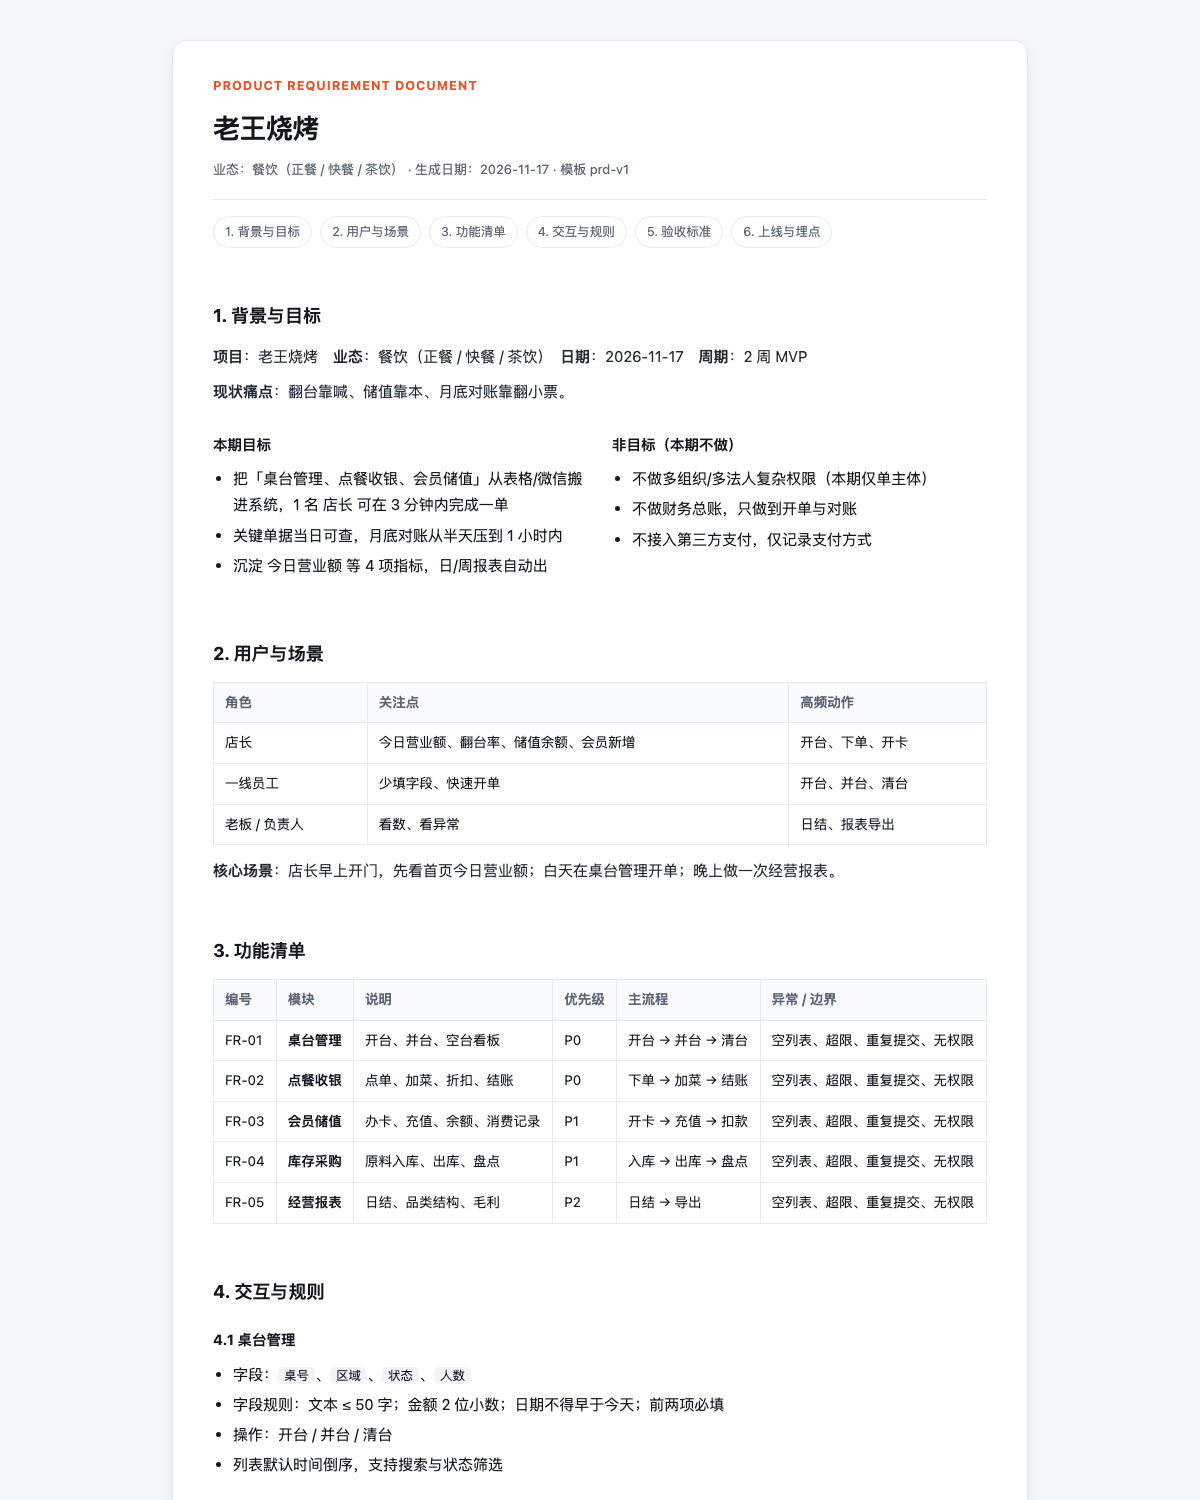 PRODUCT REQUIREMENT DOCUMENT
老王烧烤
业态：餐饮（正餐 / 快餐 / 茶饮） · 生成日期：2026-11-17 · 模板 prd-v1
1. 背景与目标 2. 用户与场景 3. 功能清单 4. 交互与规则 5. 验收标准 6. 上线与埋点
1. 背景与目标
项目：老王烧烤 业态：餐饮（正餐 / 快餐 / 茶饮） 日期：2026-11-17 周期：2 周 MVP
现状痛点：翻台靠喊、储值靠本、月底对账靠翻小票。
本期目标
把「桌台管理、点餐收银、会员储值」从表格/微信搬
进系统，1 名 店长 可在 3 分钟内完成一单
关键单据当日可查，月底对账从半天压到 1 小时内
沉淀 今日营业额 等 4 项指标，日/周报表自动出
非目标（本期不做）
不做多组织/多法人复杂权限（本期仅单主体）
不做财务总账，只做到开单与对账
不接入第三方支付，仅记录支付方式
2. 用户与场景
角色 关注点 高频动作
店长 今日营业额、翻台率、储值余额、会员新增 开台、下单、开卡
一线员工 少填字段、快速开单 开台、并台、清台
老板 / 负责人 看数、看异常 日结、报表导出
核心场景：店长早上开门，先看首页今日营业额；白天在桌台管理开单；晚上做一次经营报表。
3. 功能清单
编号 模块 说明 优先级 主流程 异常 / 边界
FR-01 桌台管理 开台、并台、空台看板 P0 开台 → 并台 → 清台 空列表、超限、重复提交、无权限
FR-02 点餐收银 点单、加菜、折扣、结账 P0 下单 → 加菜 → 结账 空列表、超限、重复提交、无权限
FR-03 会员储值 办卡、充值、余额、消费记录 P1 开卡 → 充值 → 扣款 空列表、超限、重复提交、无权限
FR-04 库存采购 原料入库、出库、盘点 P1 入库 → 出库 → 盘点 空列表、超限、重复提交、无权限
FR-05 经营报表 日结、品类结构、毛利 P2 日结 → 导出 空列表、超限、重复提交、无权限
4. 交互与规则
4.1 桌台管理
字段：桌号、区域、状态、人数
字段规则：文本 ≤ 50 字；金额 2 位小数；日期不得早于今天；前两项必填
操作：开台 / 并台 / 清台
列表默认时间倒序，支持搜索与状态筛选